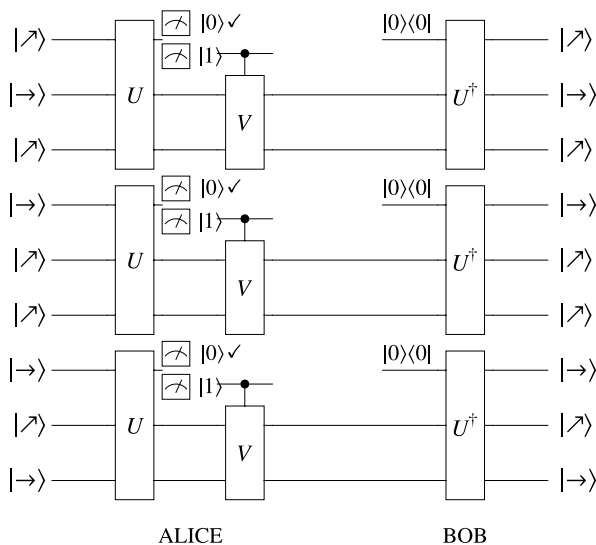 |↗⟩ |0⟩✓ |0⟩⟨0| |↗⟩
|1⟩
|→⟩ U V U† |→⟩
|↗⟩ |↗⟩
|→⟩ |0⟩✓ |0⟩⟨0| |→⟩
|1⟩
|↗⟩ U V U† |↗⟩
|↗⟩ |↗⟩
|→⟩ |0⟩✓ |0⟩⟨0| |→⟩
|1⟩
|↗⟩ U V U† |↗⟩
|→⟩ |→⟩
ALICE BOB